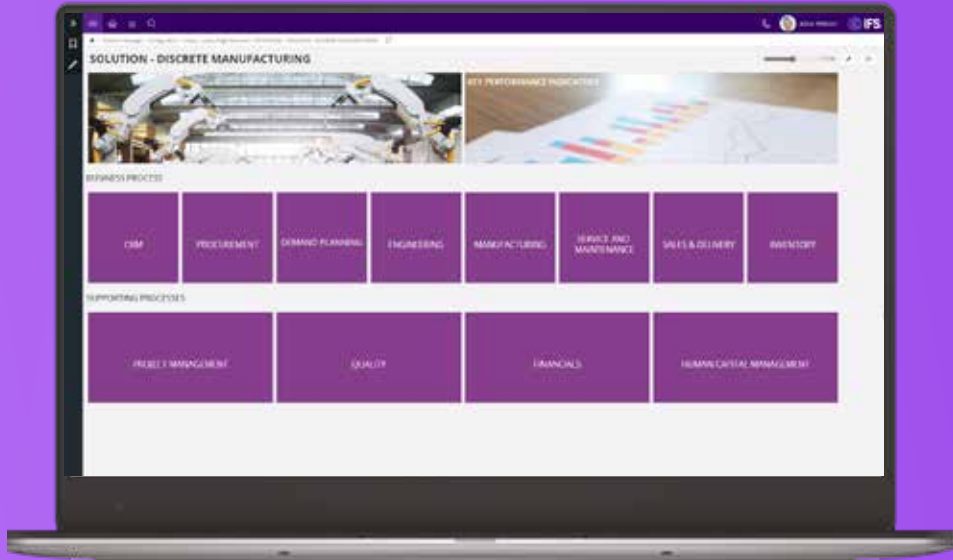 IFS
SOLUTION - DISCRETE MANUFACTURING
KEY PERFORMANCE INDICATORS
BUSINESS PROCESS
CRM
PROCUREMENT
DEMAND PLANNING
ENGINEERING
MANUFACTURING
SERVICE AND
MAINTENANCE
SALES & DELIVERY
INVENTORY
SUPPORTING PROCESSES
PROJECT MANAGEMENT
QUALITY
FINANCIALS
HUMAN CAPITAL MANAGEMENT